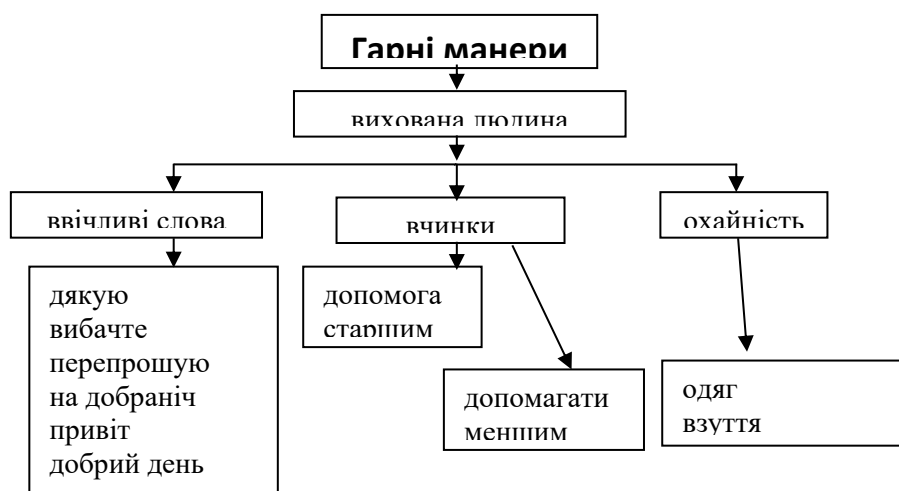 Гарні манери
вихована людина
ввічливі слова
вчинки
охайність
дякую
вибачте
перепрошую
на добраніч
привіт
добрий день
допомога
старшим
допомагати
меншим
одяг
взуття